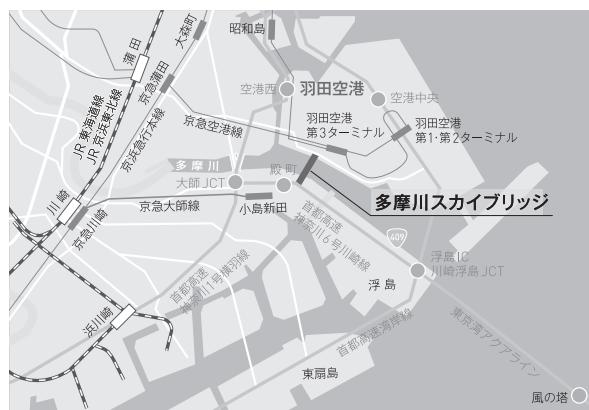 昭和島
大森町
蒲田
京急蒲田
空港西
羽田空港
空港中央
羽田空港
第3ターミナル
羽田空港
第1・第2ターミナル
JR 東海道線
JR 京浜東北線
京浜急行本線
京急空港線
多摩川
大師JCT
殿町
川崎
京急川崎
京急大師線
小島新田
多摩川スカイブリッジ
首都高速
神奈川6号川崎線
409
浮島IC
川崎浮島JCT
浮島
首都高速
神奈川1号横羽線
浜川崎
首都高速湾岸線
東京湾アクアライン
東扇島
風の塔